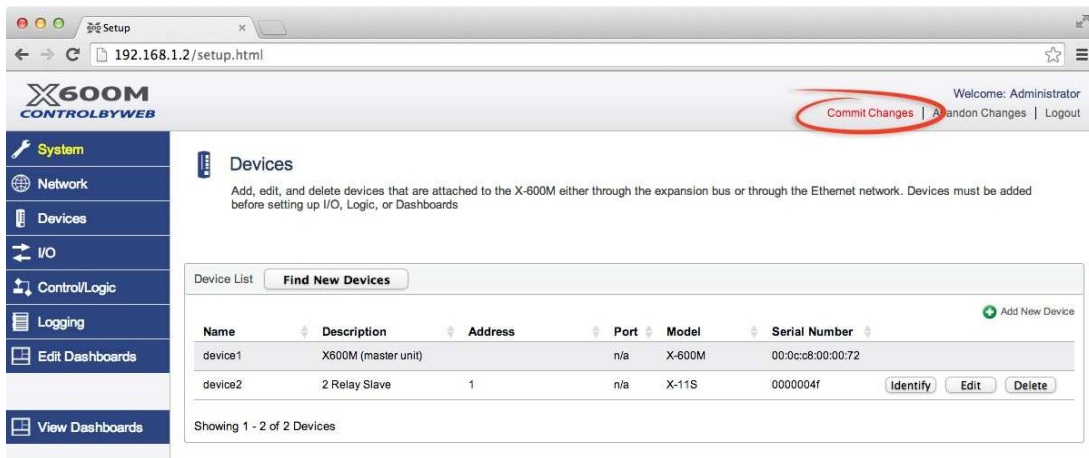 Setup
192.168.1.2/setup.html
X600M
CONTROLBYWEB
Welcome: Administrator
Commit Changes | Abandon Changes | Logout
System
Network
Devices
I/O
Control/Logic
Logging
Edit Dashboards
View Dashboards
Devices
Add, edit, and delete devices that are attached to the X-600M either through the expansion bus or through the Ethernet network. Devices must be added
before setting up I/O, Logic, or Dashboards
Device List Find New Devices
Add New Device
Name Description Address Port Model Serial Number
device1 X600M (master unit) n/a X-600M 00:0c:c8:00:00:72
device2 2 Relay Slave 1 n/a X-11S 0000004f Identify Edit Delete
Showing 1 - 2 of 2 Devices